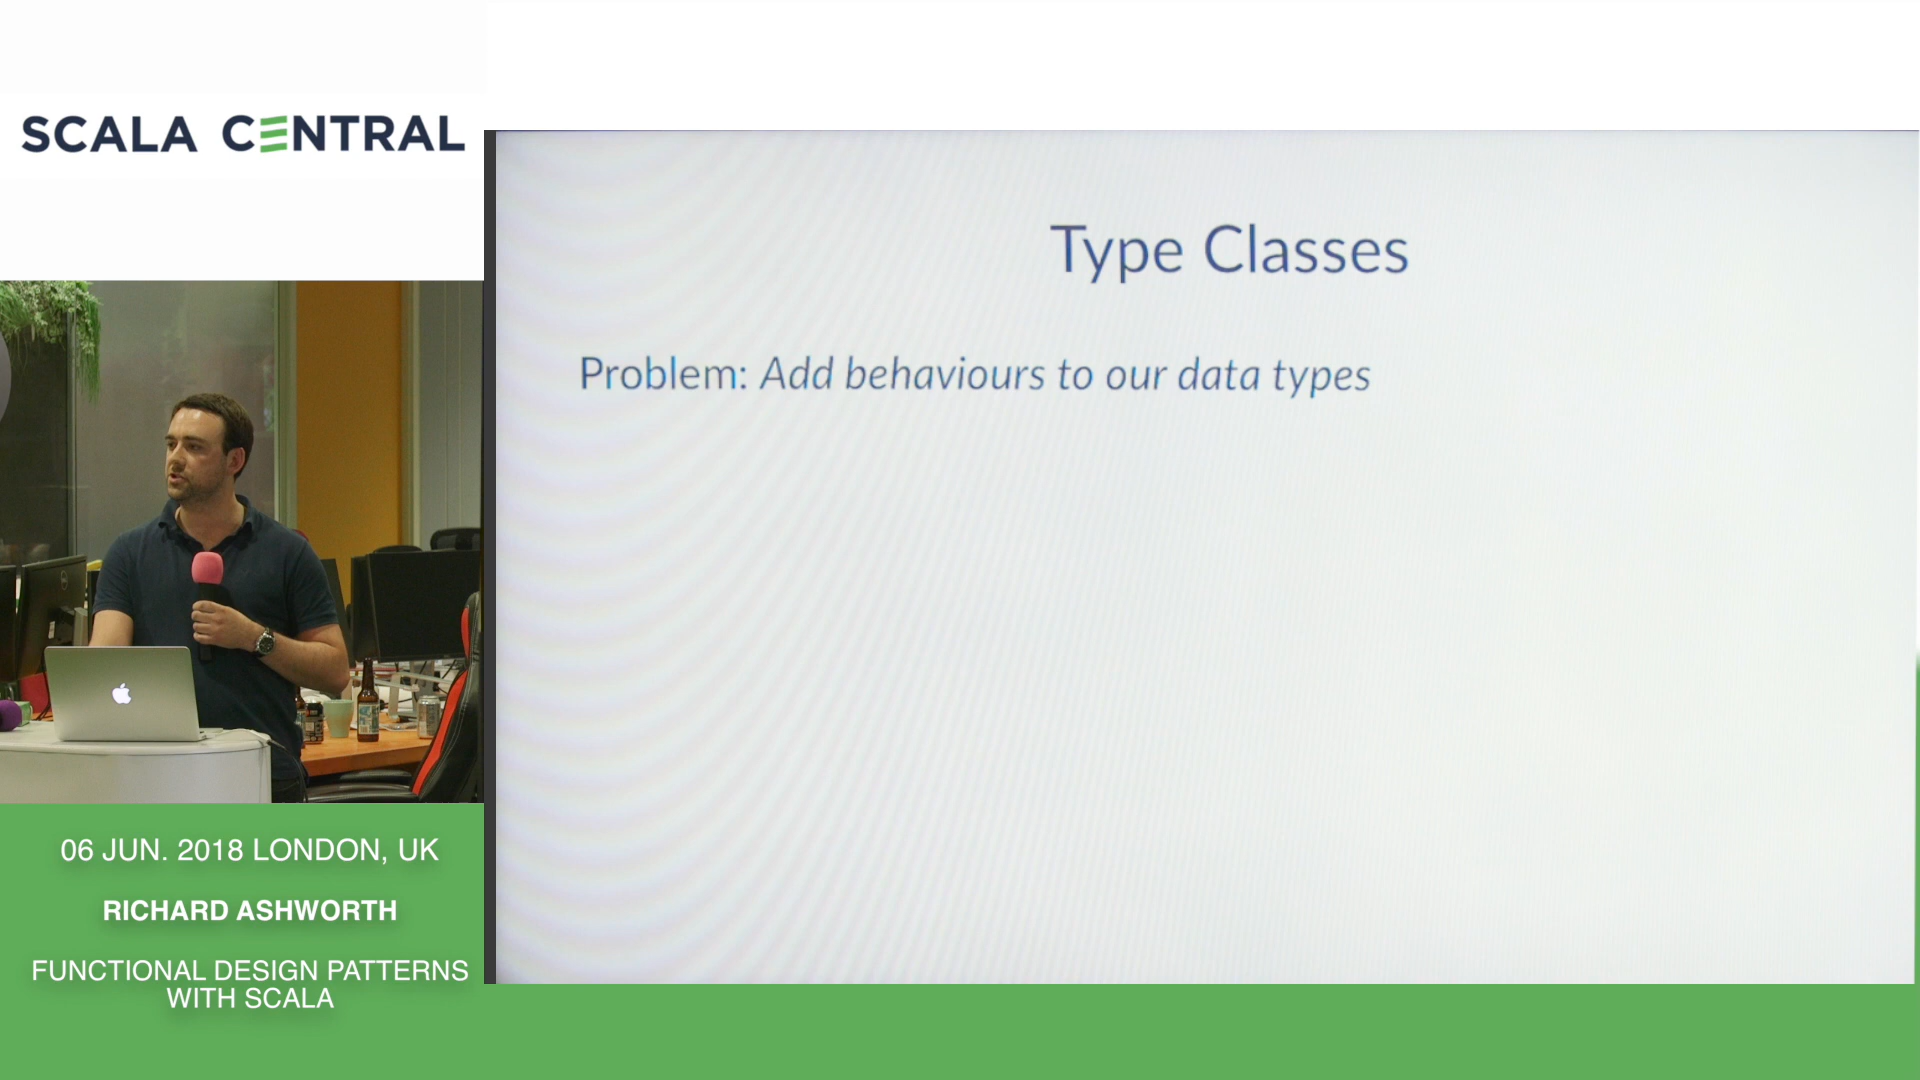 SCALA CENTRAL
Type Classes
Problem: Add behaviours to our data types
06 JUN. 2018 LONDON, UK
RICHARD ASHWORTH
FUNCTIONAL DESIGN PATTERNS
WITH SCALA